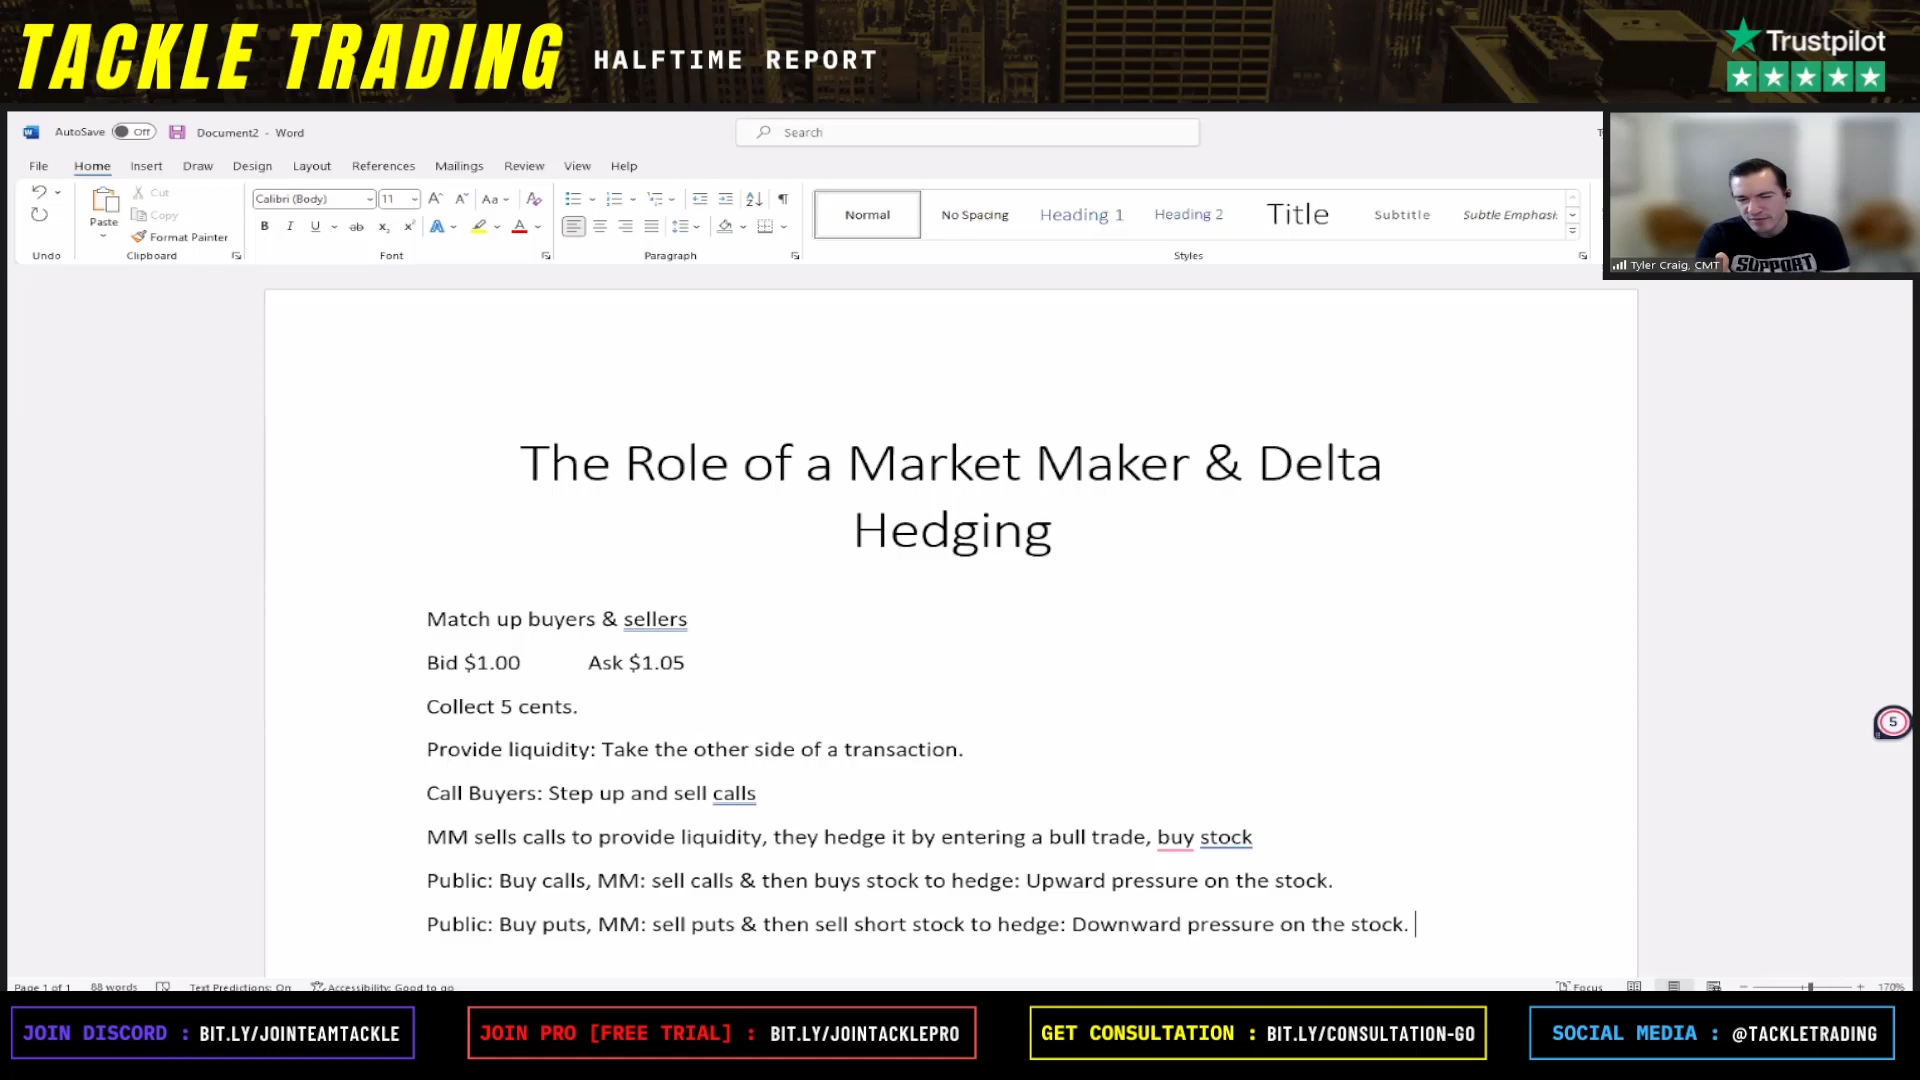 TACKLE TRADING HALFTIME REPORT
Trustpilot
AutoSave Off Document2 - Word Search
File Home Insert Draw Design Layout References Mailings Review View Help
Cut
Copy
Paste
Format Painter
Calibri (Body) 11
Normal No Spacing Heading 1 Heading 2 Title Subtitle Subtle Emphasi.
Undo Clipboard Font Paragraph Styles
SUPPORT
Tyler Craig, CMT
The Role of a Market Maker & Delta
Hedging
Match up buyers & sellers
Bid $1.00 Ask $1.05
Collect 5 cents.
Provide liquidity: Take the other side of a transaction.
Call Buyers: Step up and sell calls
MM sells calls to provide liquidity, they hedge it by entering a bull trade, buy stock
Public: Buy calls, MM: sell calls & then buys stock to hedge: Upward pressure on the stock.
Public: Buy puts, MM: sell puts & then sell short stock to hedge: Downward pressure on the stock.
5
Page 1 of 1 88 words Text Predictions: On Accessibility: Good to go Focus 170%
JOIN DISCORD : BIT.LY/JOINTEAMTACKLE
JOIN PRO [FREE TRIAL] : BIT.LY/JOINTACKLEPRO
GET CONSULTATION : BIT.LY/CONSULTATION-GO
SOCIAL MEDIA : @TACKLETRADING